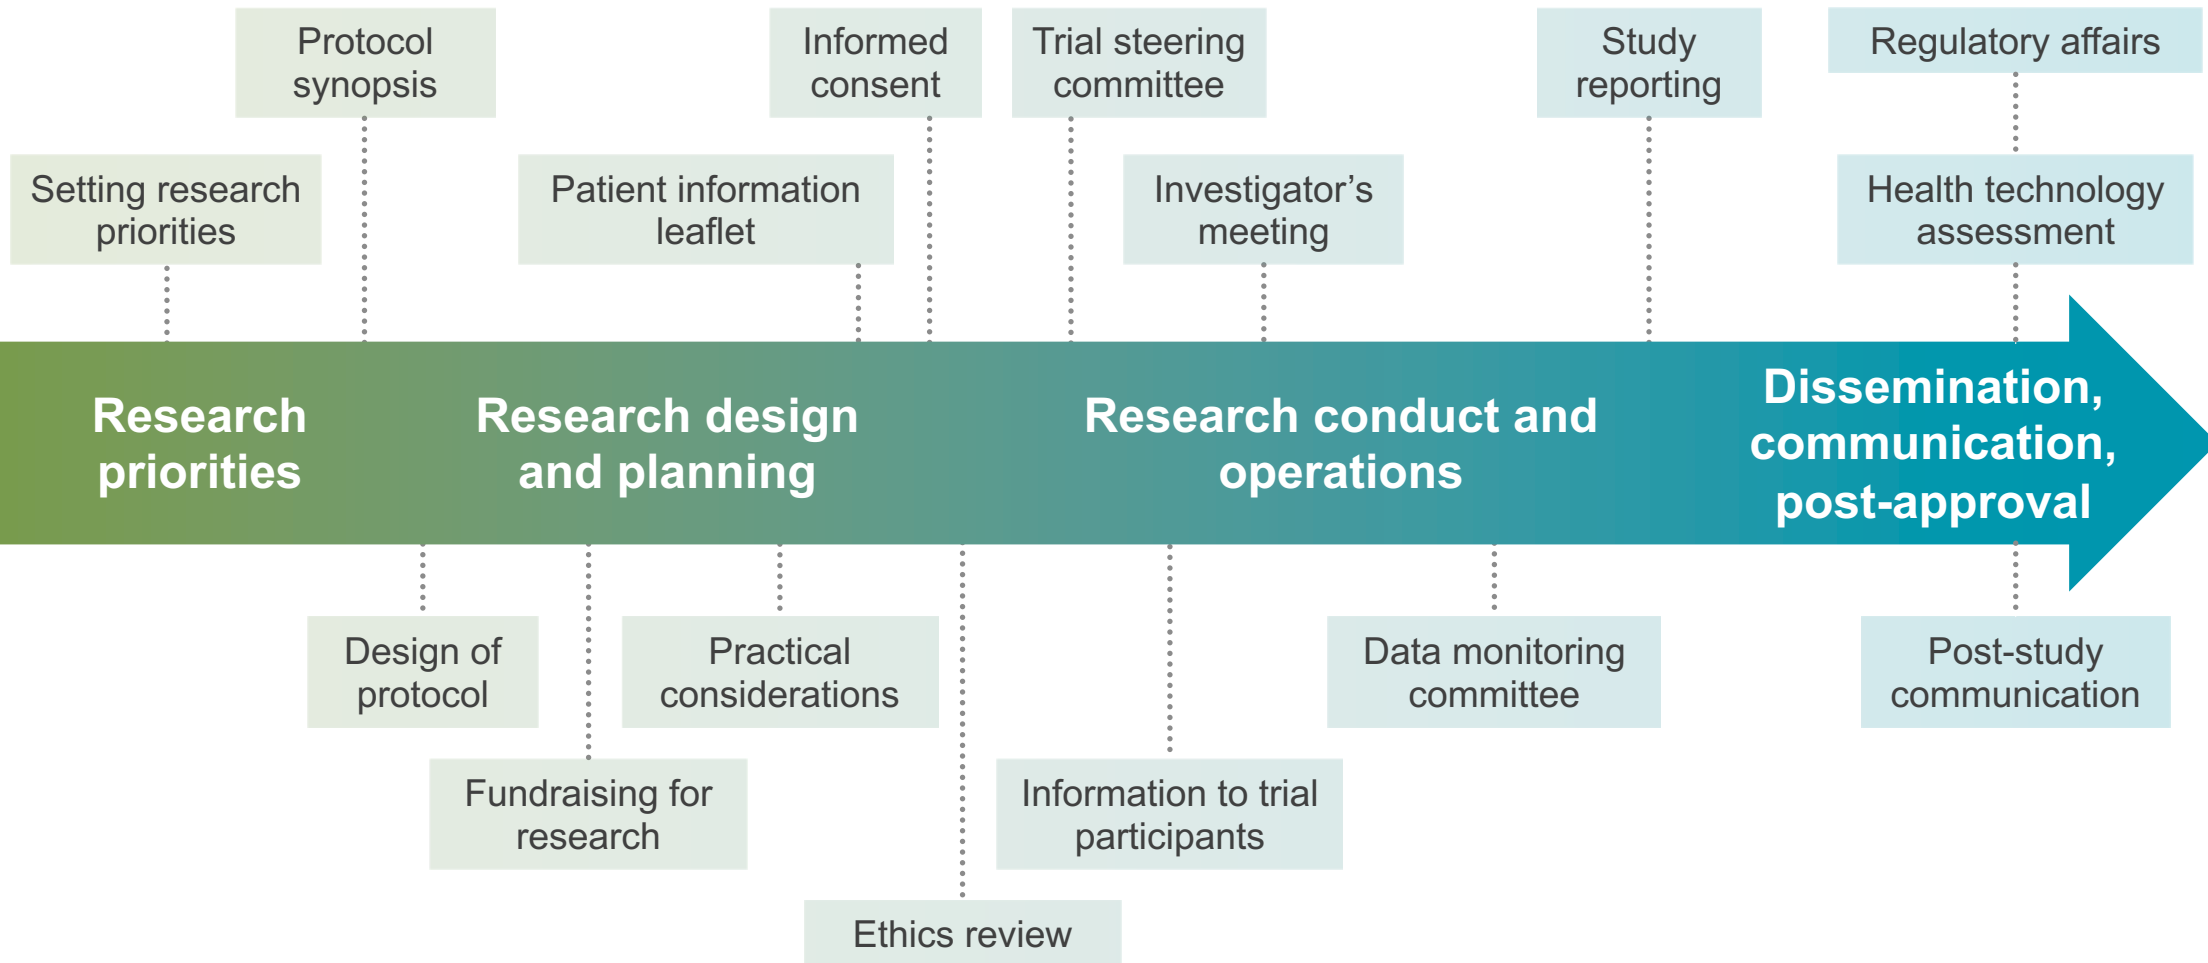 Protocol
synopsis
Informed
consent
Trial steering
committee
Study
reporting
Regulatory affairs
Setting research
priorities
Patient information
leaflet
Investigator’s
meeting
Health technology
assessment
Research
priorities
Research design
and planning
Research conduct and
operations
Dissemination,
communication,
post-approval
Design of
protocol
Practical
considerations
Data monitoring
committee
Post-study
communication
Fundraising for
research
Information to trial
participants
Ethics review